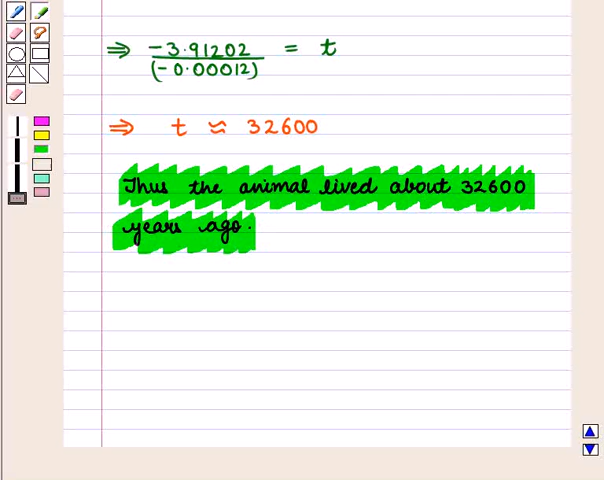 ⇒ -3.91202 / (-0.00012) = t
⇒ t ≈ 32600
Thus the animal lived about 32600
years ago.